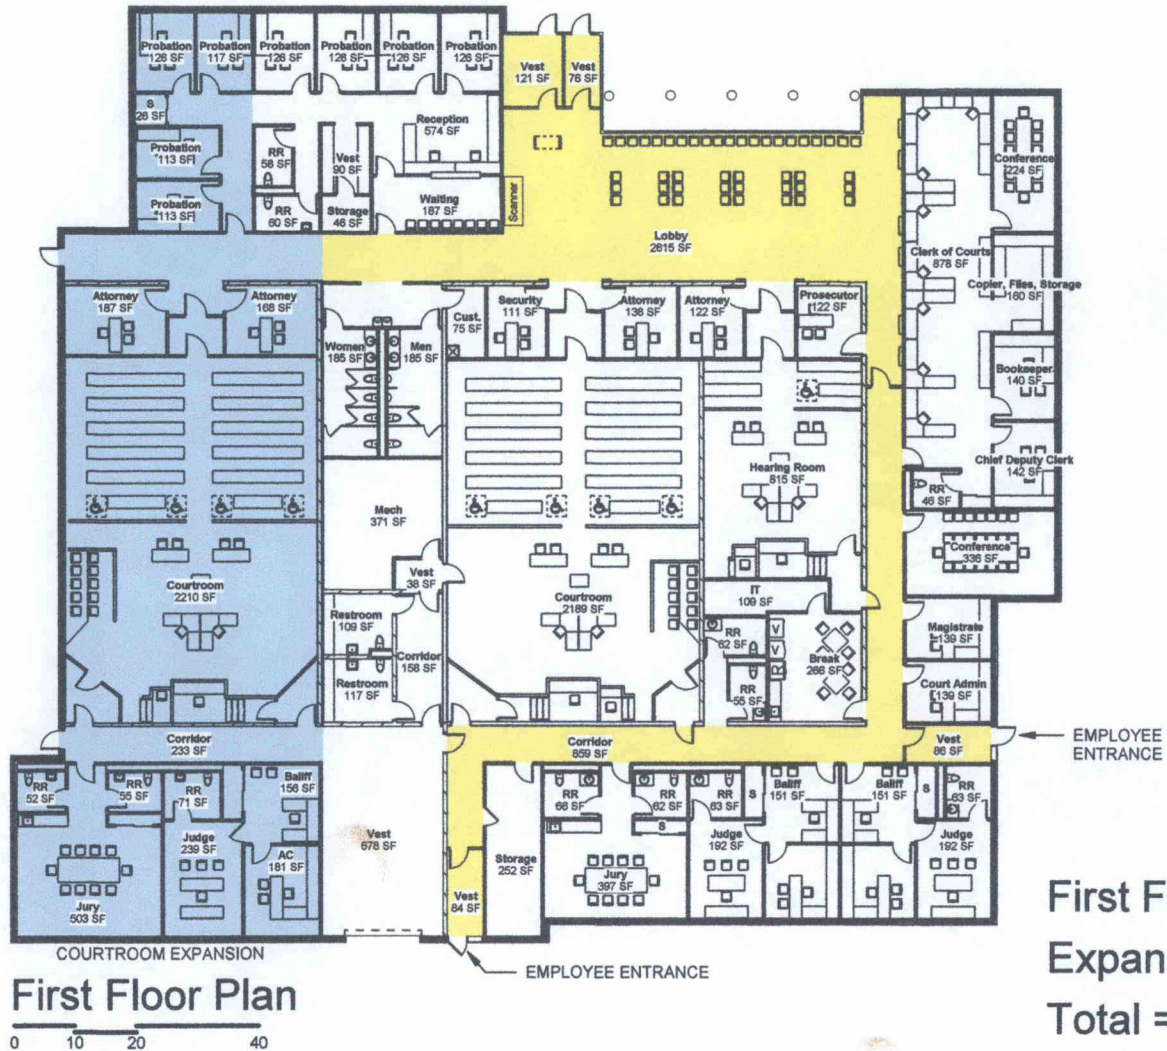 Probation
126 SF
Probation
117 SF
Probation
126 SF
Probation
126 SF
Probation
126 SF
Probation
126 SF
Vest
121 SF
Vest
76 SF
S
26 SF
Reception
574 SF
Probation
113 SF
RR
58 SF
Vest
90 SF
Conference
224 SF
Probation
113 SF
RR
60 SF
Storage
46 SF
Waiting
187 SF
Scanner
Lobby
2615 SF
Clerk of Courts
878 SF
Copier, Files, Storage
160 SF
Attorney
187 SF
Attorney
168 SF
Cust.
75 SF
Security
111 SF
Attorney
136 SF
Attorney
122 SF
Prosecutor
122 SF
Women
185 SF
Men
185 SF
Bookeeper
140 SF
Hearing Room
815 SF
Chief Deputy Clerk
142 SF
RR
46 SF
Mech
371 SF
Conference
336 SF
Vest
38 SF
Courtroom
2210 SF
Courtroom
2189 SF
IT
109 SF
Restroom
109 SF
Magistrate
139 SF
RR
62 SF
V
V
R
Break
266 SF
Corridor
158 SF
Restroom
117 SF
RR
55 SF
Court Admin
139 SF
Corridor
233 SF
Corridor
859 SF
Vest
86 SF
EMPLOYEE
ENTRANCE
RR
52 SF
RR
55 SF
RR
71 SF
Baliff
156 SF
RR
66 SF
RR
62 SF
RR
63 SF
S
Baliff
151 SF
Baliff
151 SF
S
RR
63 SF
S
Judge
239 SF
Vest
678 SF
Judge
192 SF
Judge
192 SF
AC
181 SF
Storage
252 SF
Jury
397 SF
Jury
503 SF
Vest
84 SF
First F
Expan
Total =
COURTROOM EXPANSION
EMPLOYEE ENTRANCE
First Floor Plan
0 10 20 40